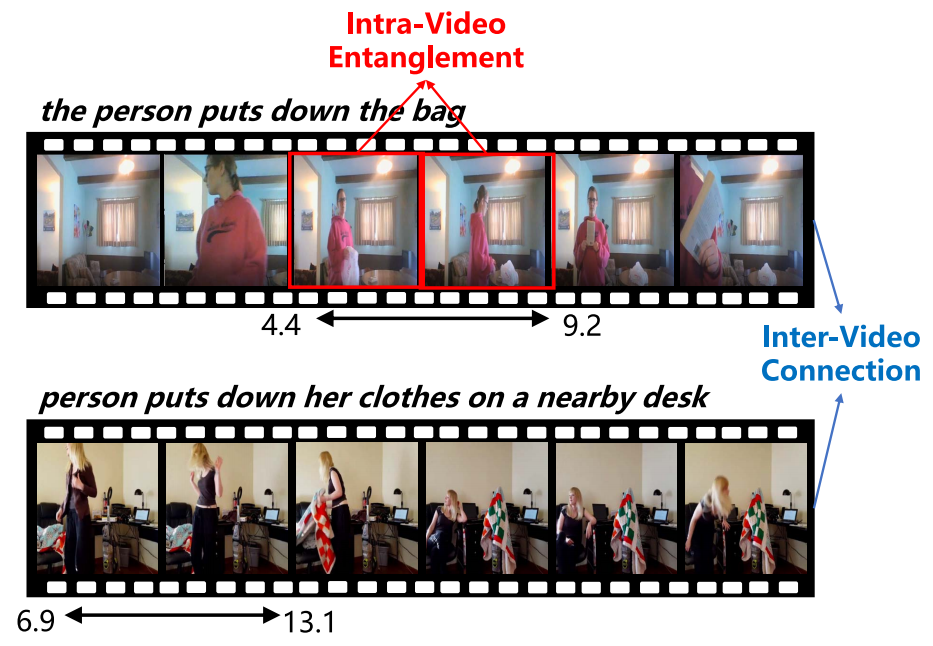 Intra-Video
Entanglement
the person puts down the bag
4.4
9.2
Inter-Video
Connection
person puts down her clothes on a nearby desk
6.9
13.1